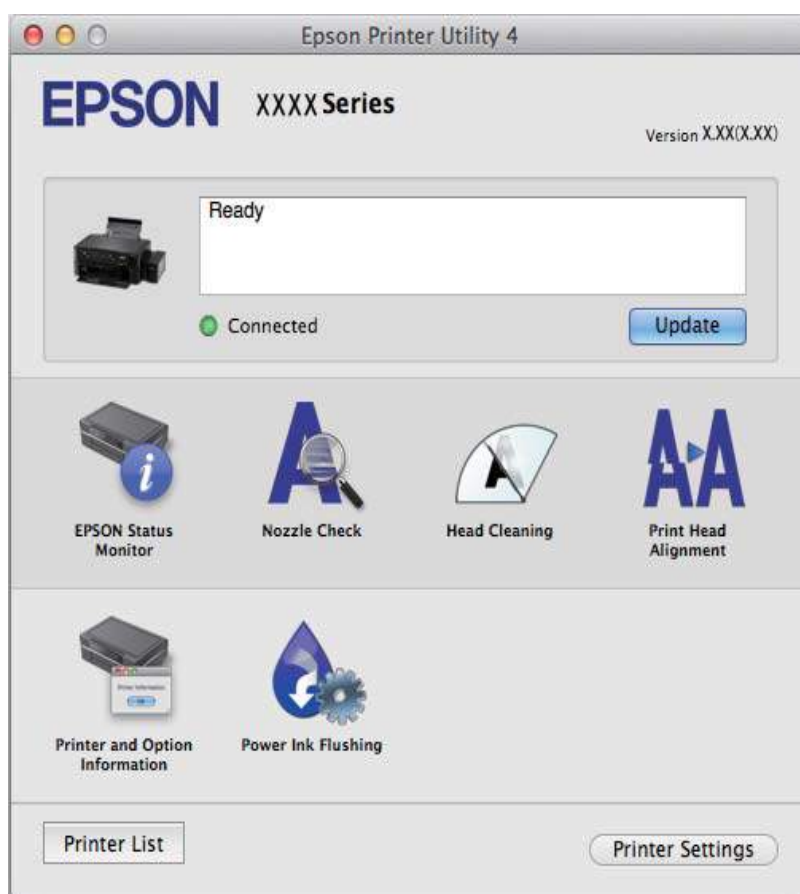 Epson Printer Utility 4
EPSON XXXX Series
Version X.XX(X.XX)
Ready
Connected
Update
EPSON Status Monitor
Nozzle Check
Head Cleaning
Print Head Alignment
Printer and Option Information
Power Ink Flushing
Printer List
Printer Settings